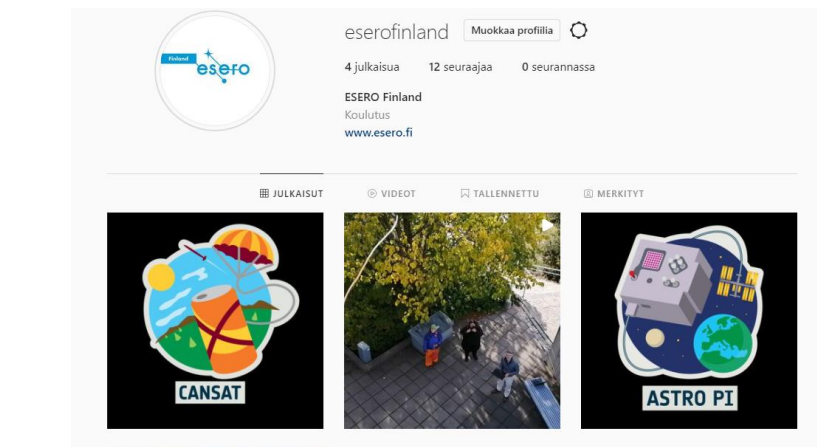 eserofinland Muokkaa profiilia
4 julkaisua 12 seuraajaa 0 seurannassa
Finland
esero
ESERO Finland
Koulutus
www.esero.fi
JULKAISUT VIDEOT TALLENNETTU MERKITYT
CANSAT
ASTRO PI